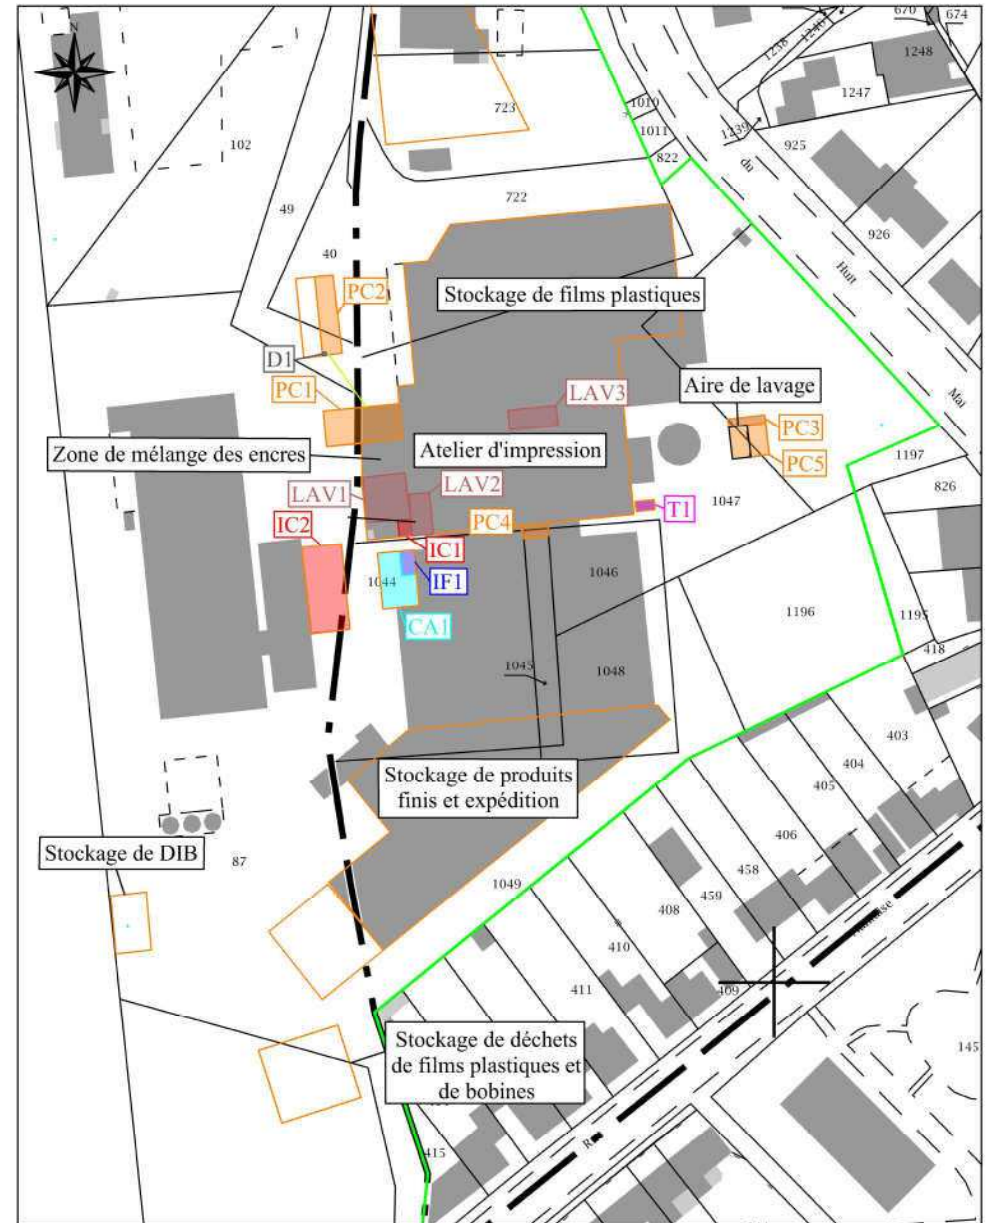 N
670
674
1238
1246
1248
1247
723
1010
1011
1239
925
102
822
du
722
49
926
40
Huit
PC2
Stockage de films plastiques
D1
Mai
PC1
LAV3
Aire de lavage
PC3
Zone de mélange des encres
Atelier d'impression
PC5
1197
LAV1
LAV2
826
1047
T1
IC2
PC4
IC1
1044
IF1
1046
1196
1195
CA1
418
1045
1048
403
404
Stockage de produits
finis et expédition
405
406
Stockage de DIB
87
458
1049
459
408
410
409
411
Stockage de déchets
de films plastiques et
de bobines
145
415